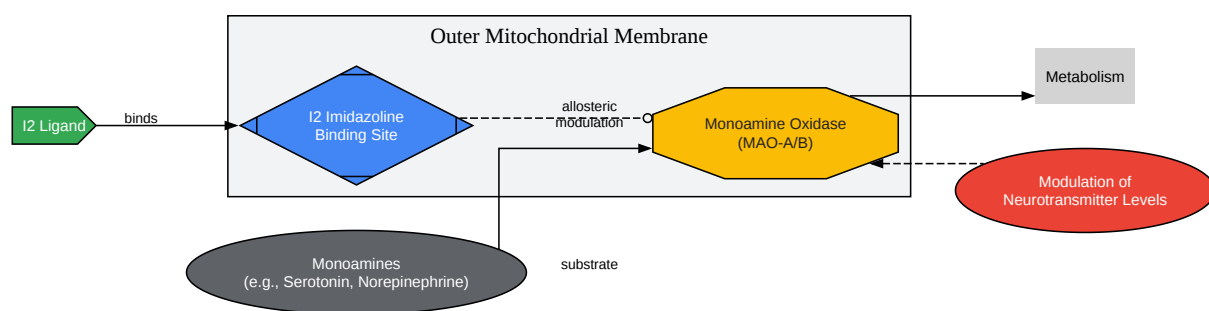 Outer Mitochondrial Membrane
I2 Ligand
binds
I2 Imidazoline
Binding Site
allosteric
modulation
Monoamine Oxidase
(MAO-A/B)
Metabolism
Modulation of
Neurotransmitter Levels
Monoamines
(e.g., Serotonin, Norepinephrine)
substrate